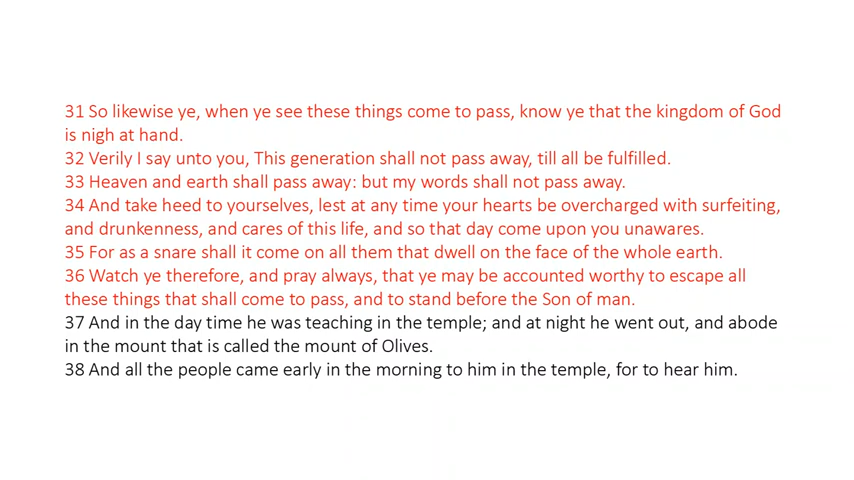 31 So likewise ye, when ye see these things come to pass, know ye that the kingdom of God
is nigh at hand.
32 Verily I say unto you, This generation shall not pass away, till all be fulfilled.
33 Heaven and earth shall pass away: but my words shall not pass away.
34 And take heed to yourselves, lest at any time your hearts be overcharged with surfeiting,
and drunkenness, and cares of this life, and so that day come upon you unawares.
35 For as a snare shall it come on all them that dwell on the face of the whole earth.
36 Watch ye therefore, and pray always, that ye may be accounted worthy to escape all
these things that shall come to pass, and to stand before the Son of man.
37 And in the day time he was teaching in the temple; and at night he went out, and abode
in the mount that is called the mount of Olives.
38 And all the people came early in the morning to him in the temple, for to hear him.